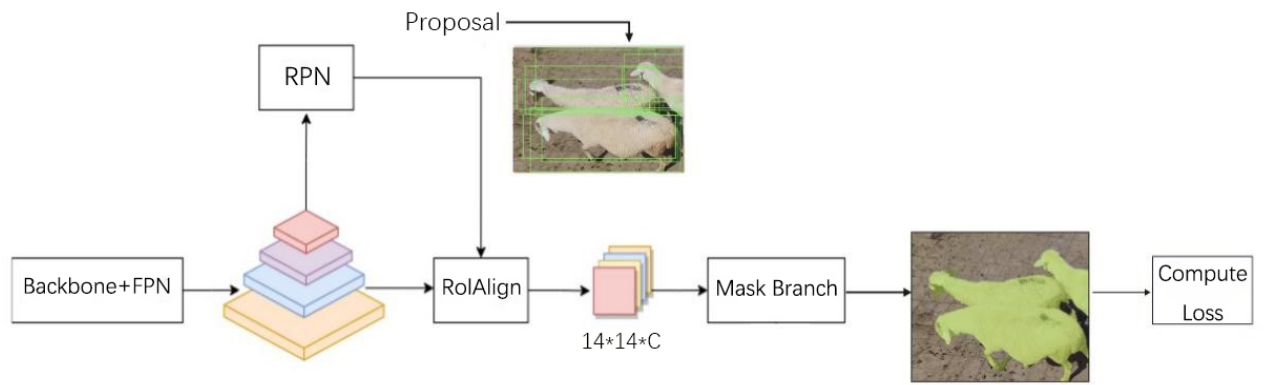 Proposal
RPN
Backbone+FPN
RoIAlign
14*14*C
Mask Branch
Compute
Loss